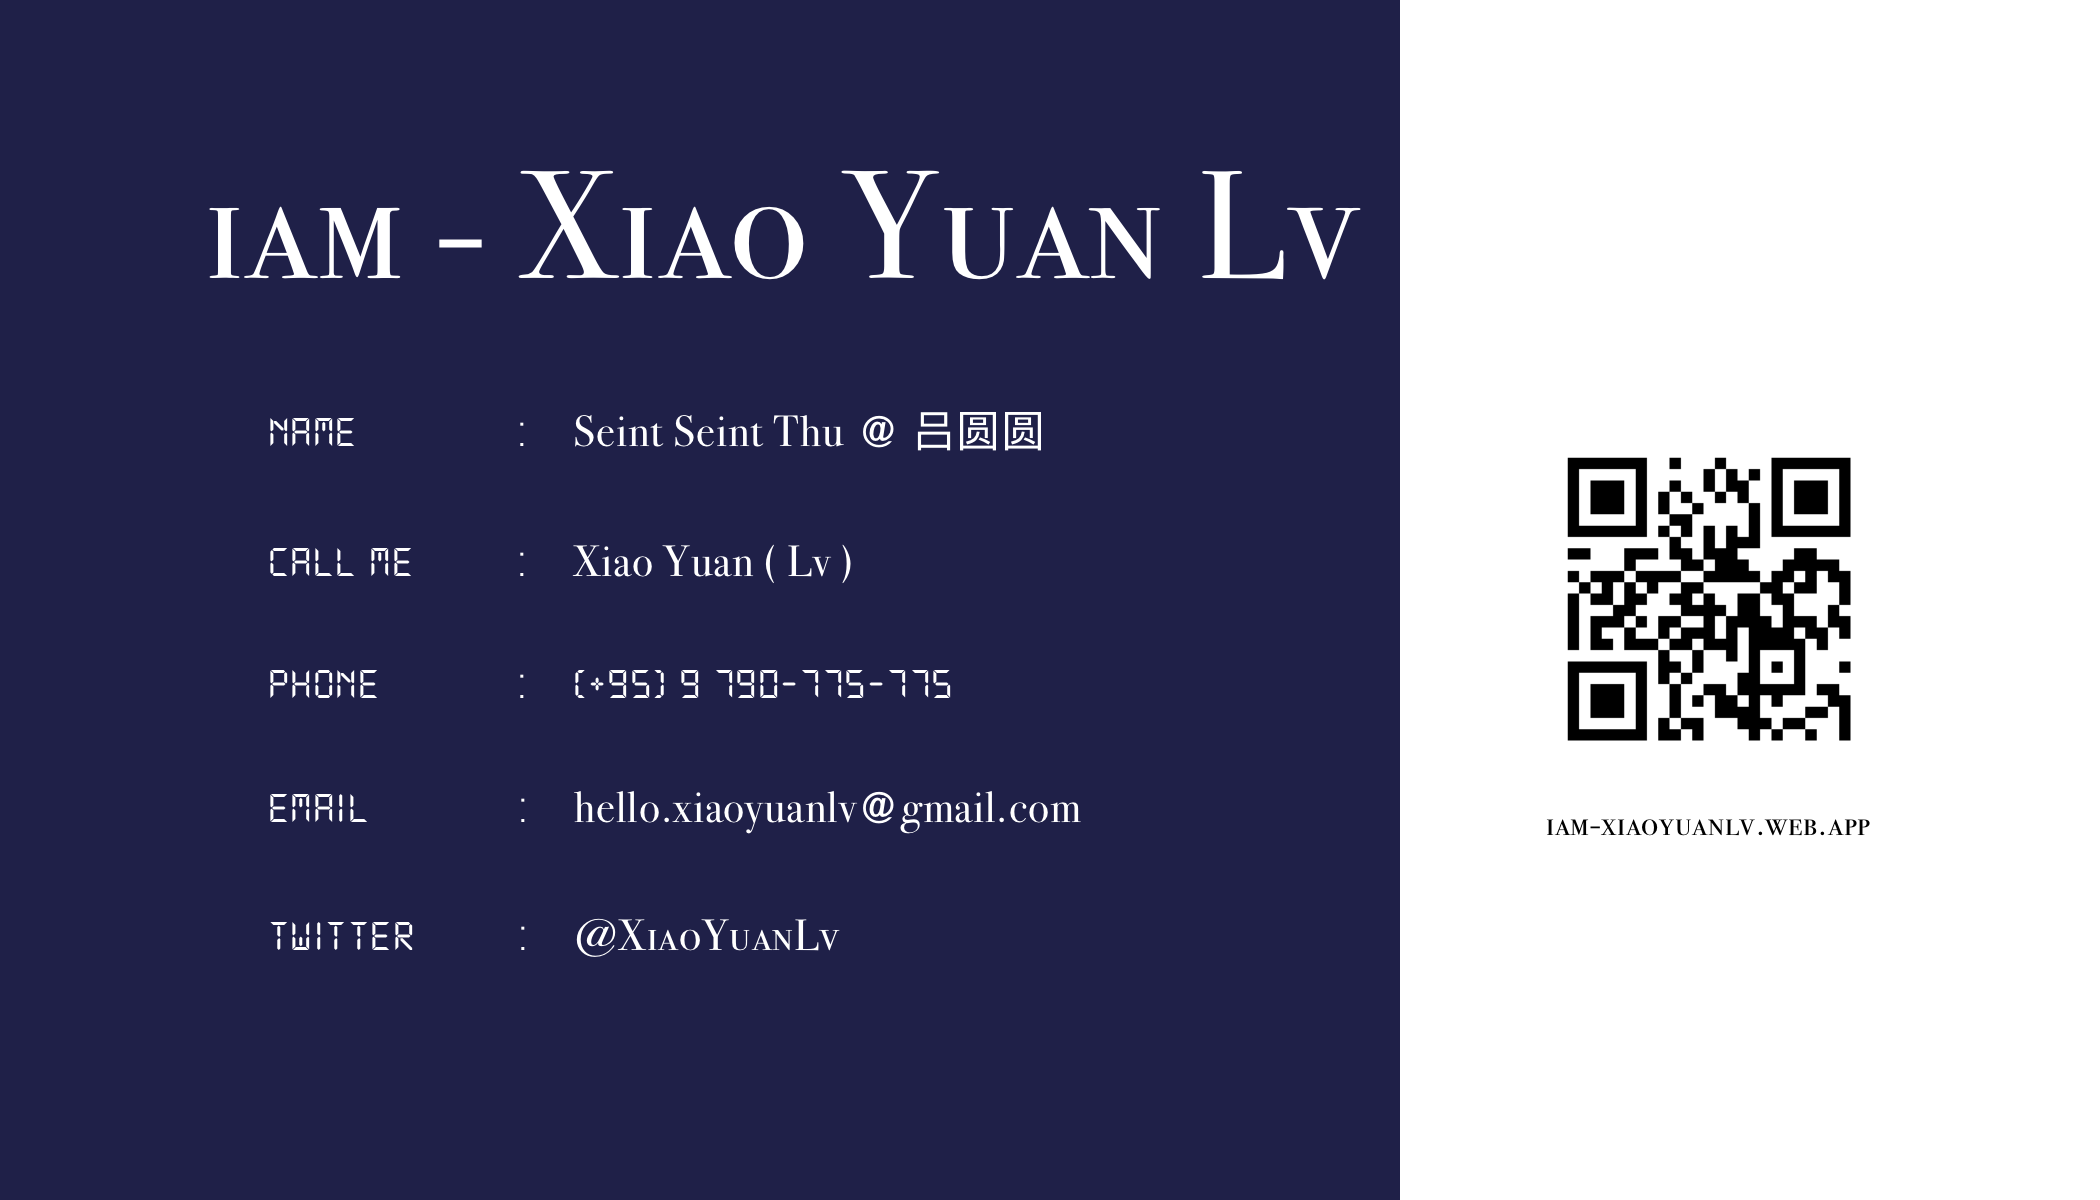 IAM - XIAO YUAN LV
NAME : Seint Seint Thu @ 吕圆圆
CALL ME : Xiao Yuan ( Lv )
PHONE : (+95) 9 790-775-775
EMAIL : hello.xiaoyuanlv@gmail.com
TWITTER : @XIAOYUANLV
IAM-XIAOYUANLV.WEB.APP